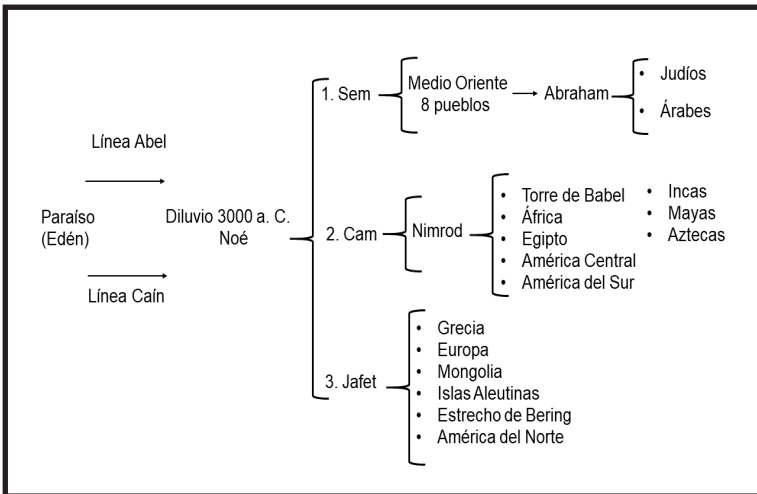 Línea Abel
Paraíso
(Edén)
Línea Caín
Diluvio 3000 a. C.
Noé
1. Sem
Medio Oriente
8 pueblos
Abraham
• Judíos
• Árabes
2. Cam
Nimrod
• Torre de Babel
• África
• Egipto
• América Central
• América del Sur
• Incas
• Mayas
• Aztecas
3. Jafet
• Grecia
• Europa
• Mongolia
• Islas Aleutinas
• Estrecho de Bering
• América del Norte